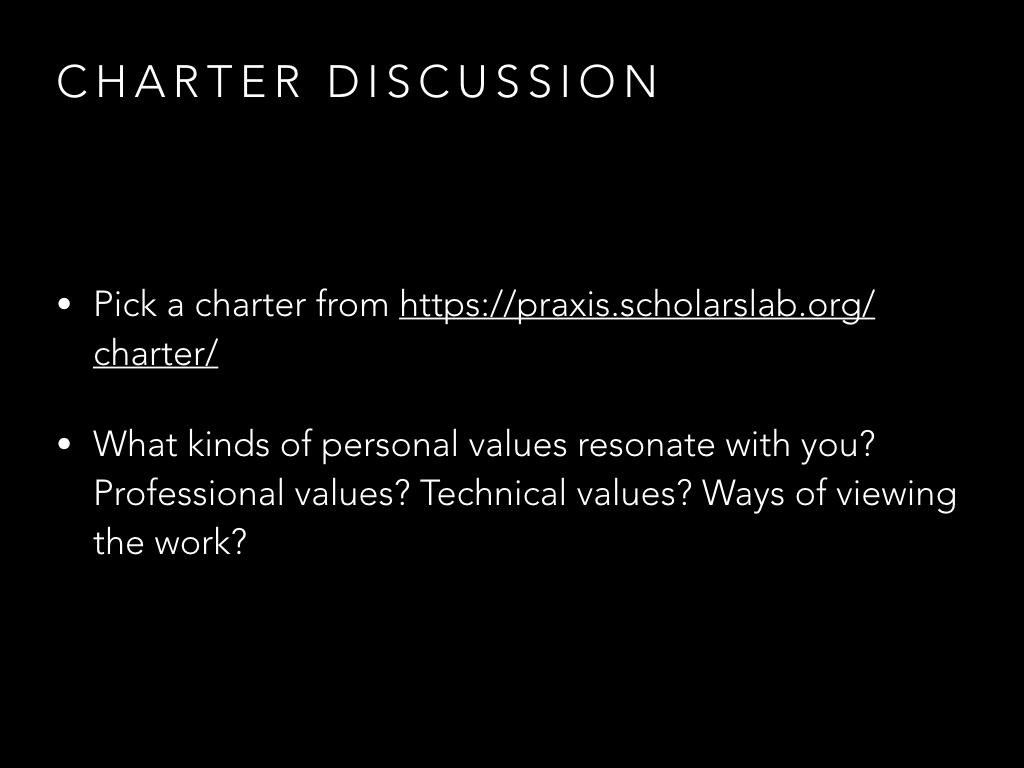 CHARTER DISCUSSION
• Pick a charter from https://praxis.scholarslab.org/
charter/
• What kinds of personal values resonate with you?
Professional values? Technical values? Ways of viewing
the work?